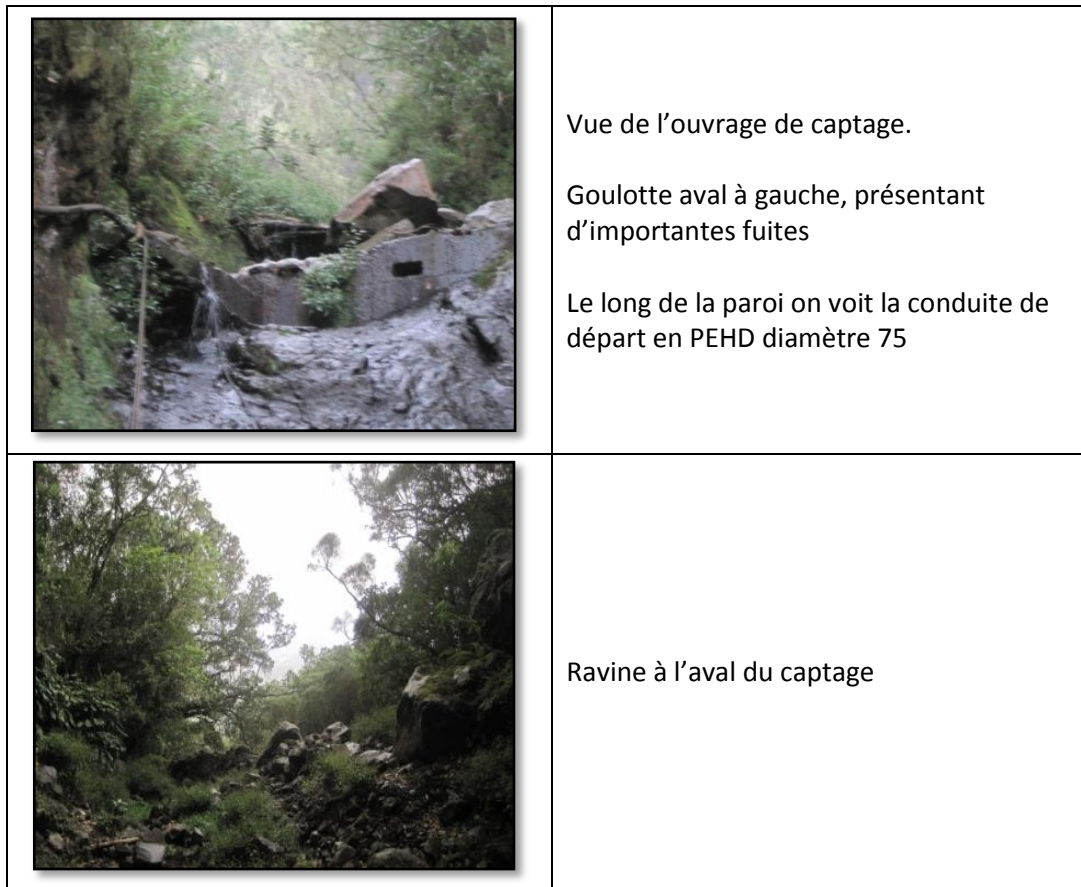 Vue de l’ouvrage de captage.
Goulotte aval à gauche, présentant
d’importantes fuites
Le long de la paroi on voit la conduite de
départ en PEHD diamètre 75
Ravine à l’aval du captage